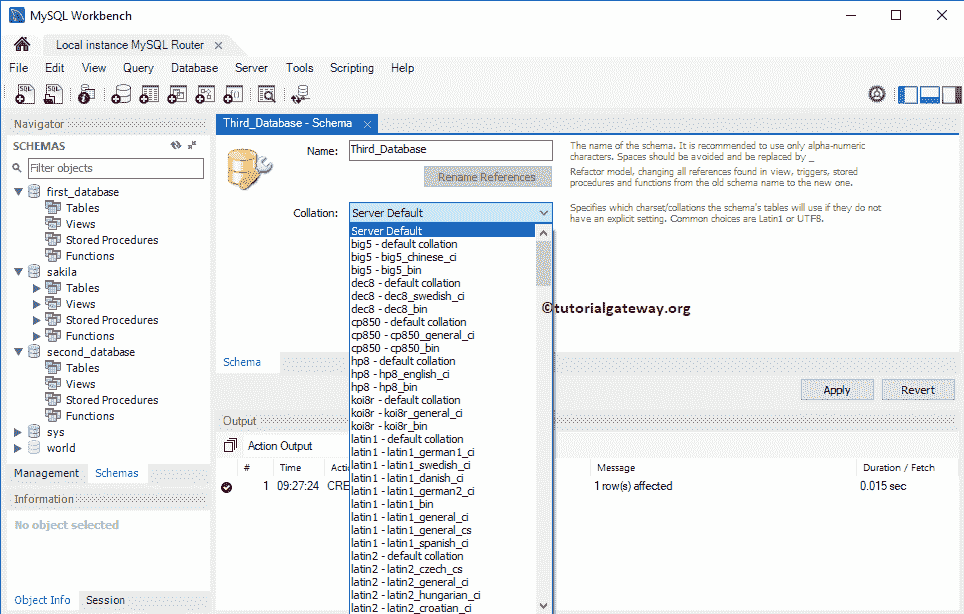 MySQL Workbench
Local instance MySQL Router
File Edit View Query Database Server Tools Scripting Help
Navigator
SCHEMAS
Filter objects
first_database
Tables
Views
Stored Procedures
Functions
sakila
Tables
Views
Stored Procedures
Functions
second_database
Tables
Views
Stored Procedures
Functions
sys
world
Management Schemas
Information
No object selected
Object Info Session
Third_Database - Schema
Name: Third_Database
Rename References
The name of the schema. It is recommended to use only alpha-numeric
characters. Spaces should be avoided and be replaced by _
Refactor model, changing all references found in view, triggers, stored
procedures and functions from the old schema name to the new one.
Collation: Server Default
Specifies which charset/collations the schema's tables will use if they do not
have an explicit setting. Common choices are Latin1 or UTF8.
Server Default
big5 - default collation
big5 - big5_chinese_ci
big5 - big5_bin
dec8 - default collation
dec8 - dec8_swedish_ci
dec8 - dec8_bin
cp850 - default collation
cp850 - cp850_general_ci
cp850 - cp850_bin
hp8 - default collation
hp8 - hp8_english_ci
hp8 - hp8_bin
koi8r - default collation
koi8r - koi8r_general_ci
koi8r - koi8r_bin
latin1 - default collation
latin1 - latin1_german1_ci
latin1 - latin1_swedish_ci
latin1 - latin1_danish_ci
latin1 - latin1_german2_ci
latin1 - latin1_bin
latin1 - latin1_general_ci
latin1 - latin1_general_cs
latin1 - latin1_spanish_ci
latin2 - default collation
latin2 - latin2_czech_cs
latin2 - latin2_general_ci
latin2 - latin2_hungarian_ci
latin2 - latin2_croatian_ci
©tutorialgateway.org
Schema
Apply Revert
Output
Action Output
# Time Actio Message Duration / Fetch
1 09:27:24 CRE 1 row(s) affected 0.015 sec